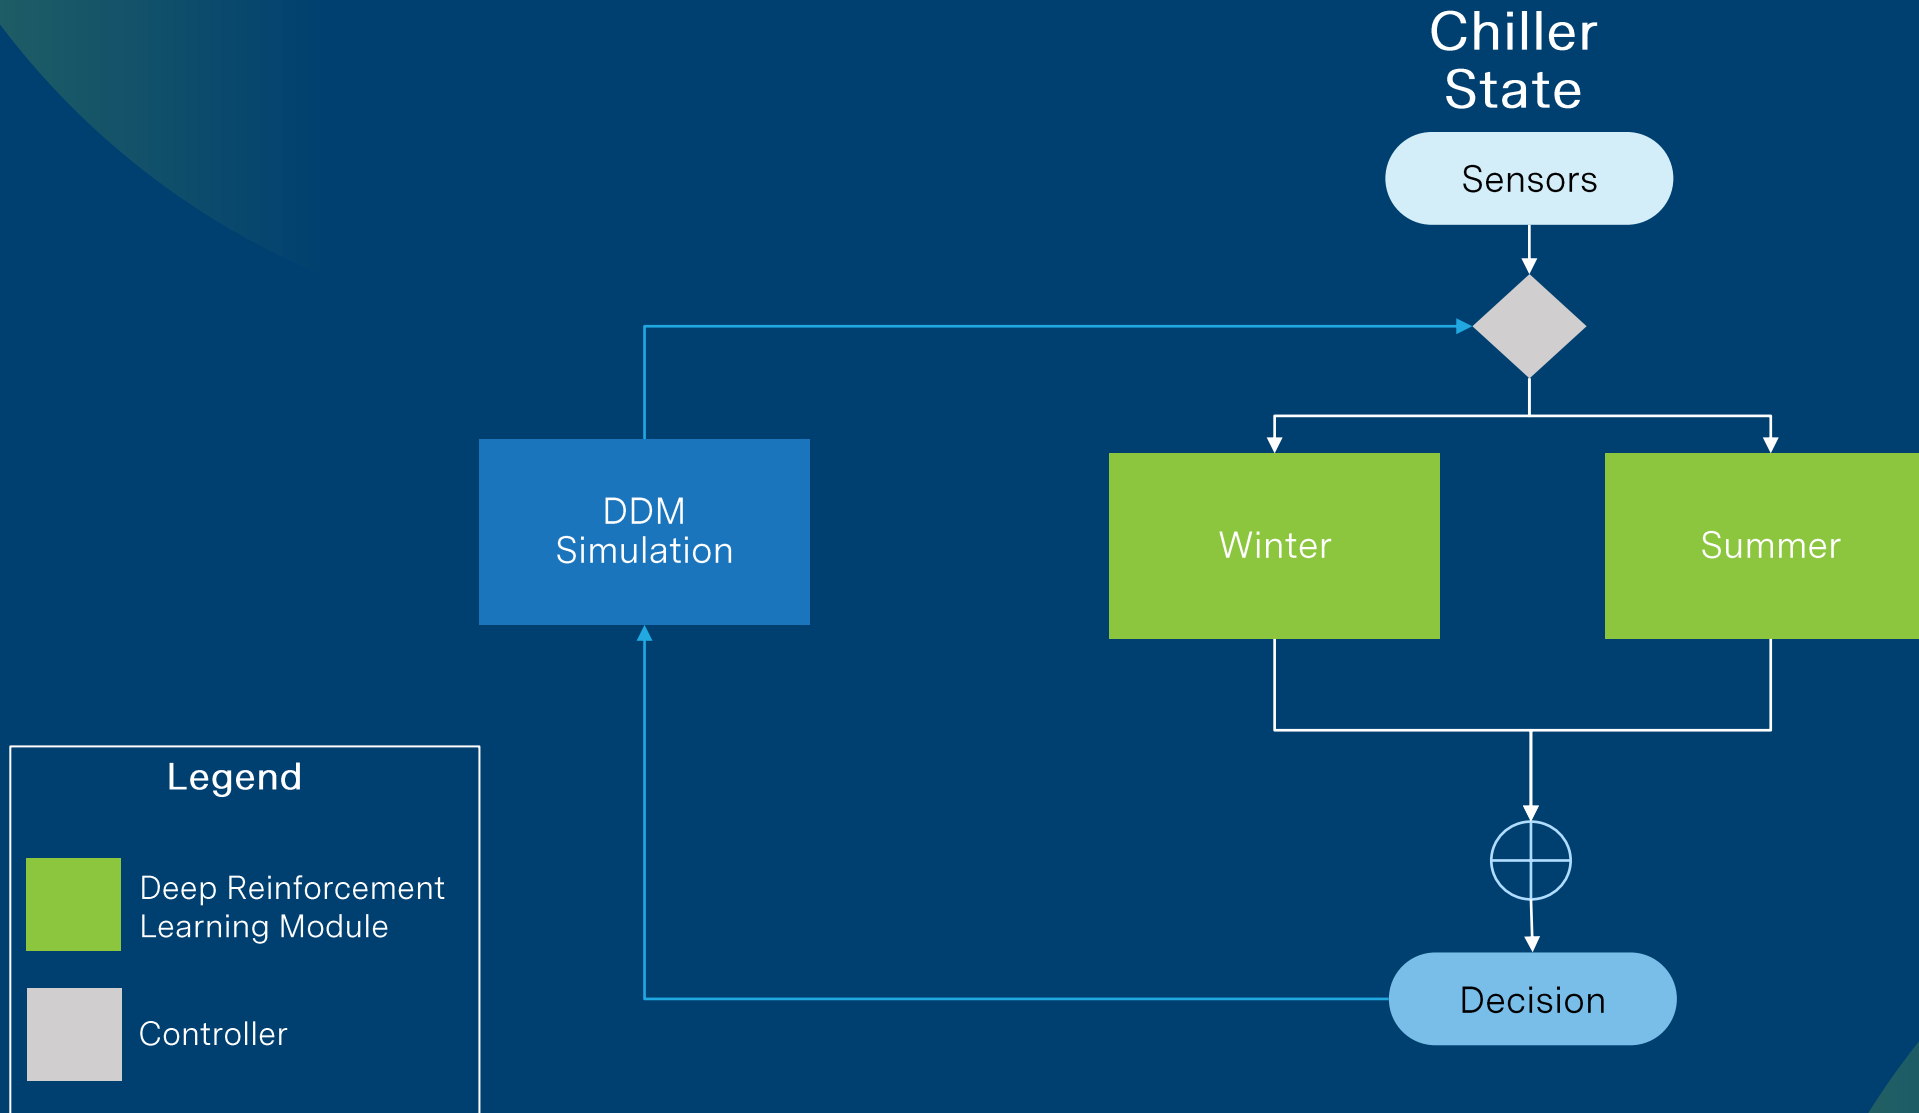 Chiller
State
Sensors
DDM
Simulation
Winter
Summer
Decision
Legend
Deep Reinforcement
Learning Module
Controller